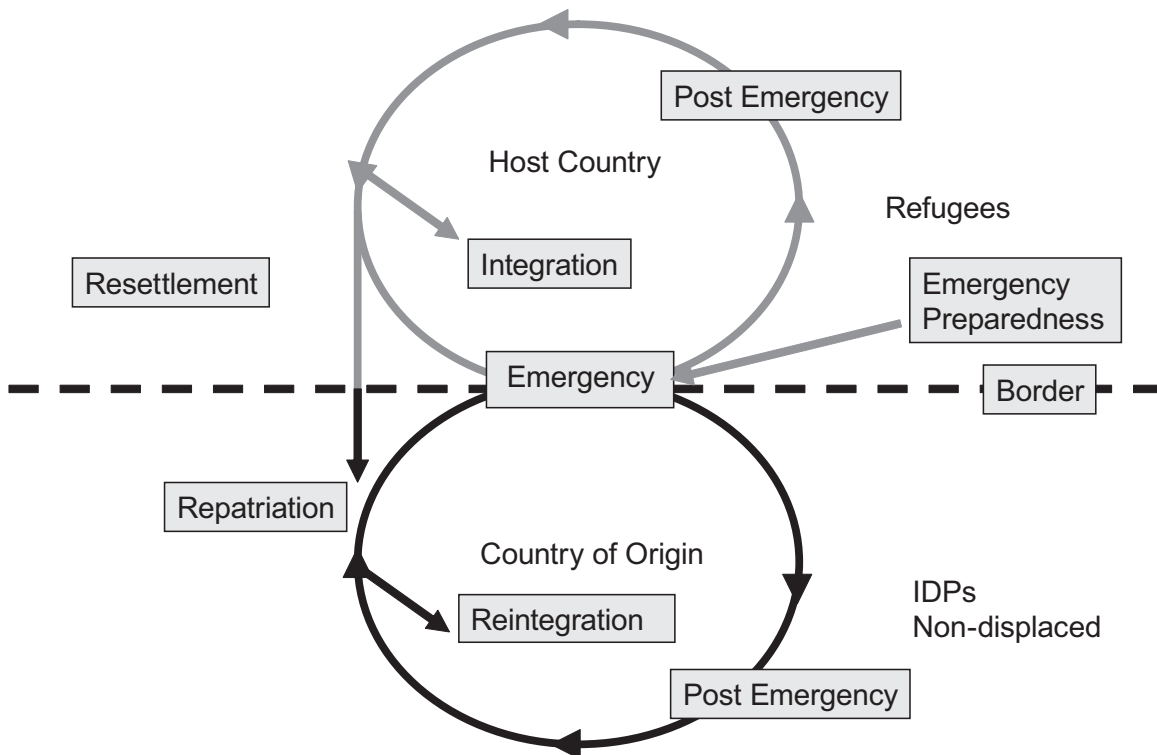 Post Emergency
Host Country
Refugees
Integration
Resettlement
Emergency
Preparedness
Emergency
Border
Repatriation
Country of Origin
IDPs
Non-displaced
Reintegration
Post Emergency